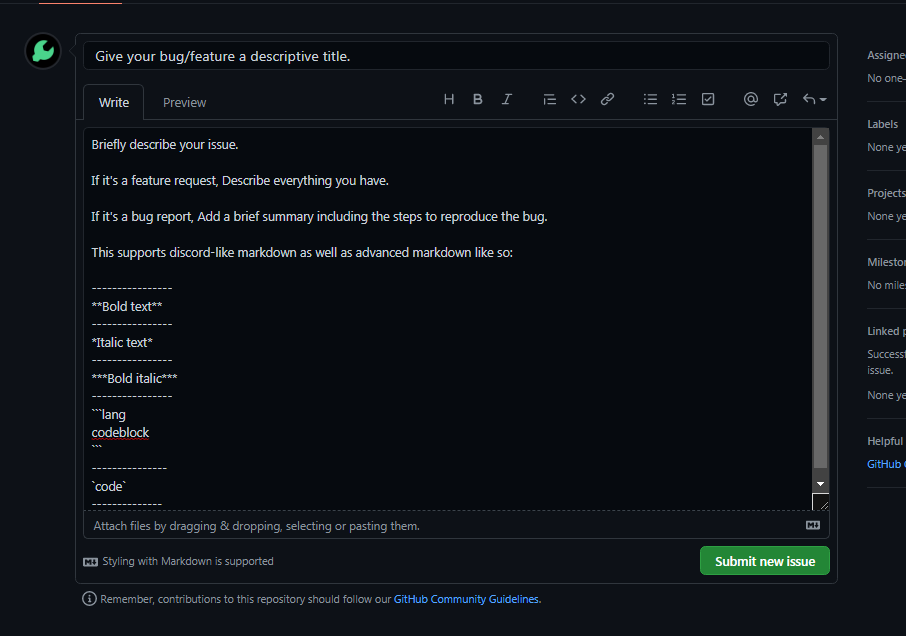 Give your bug/feature a descriptive title.
Write
Preview
Briefly describe your issue.
If it's a feature request, Describe everything you have.
If it's a bug report, Add a brief summary including the steps to reproduce the bug.
This supports discord-like markdown as well as advanced markdown like so:
----------------
**Bold text**
----------------
*Italic text*
----------------
***Bold italic***
----------------
```lang
codeblock
```
---------------
`code`
--------------
Attach files by dragging & dropping, selecting or pasting them.
Styling with Markdown is supported
Submit new issue
Remember, contributions to this repository should follow our GitHub Community Guidelines.
Assigne
No one-
Labels
None ye
Projects
None ye
Milesto
No mile
Linked p
Success
issue.
None ye
Helpful
GitHub